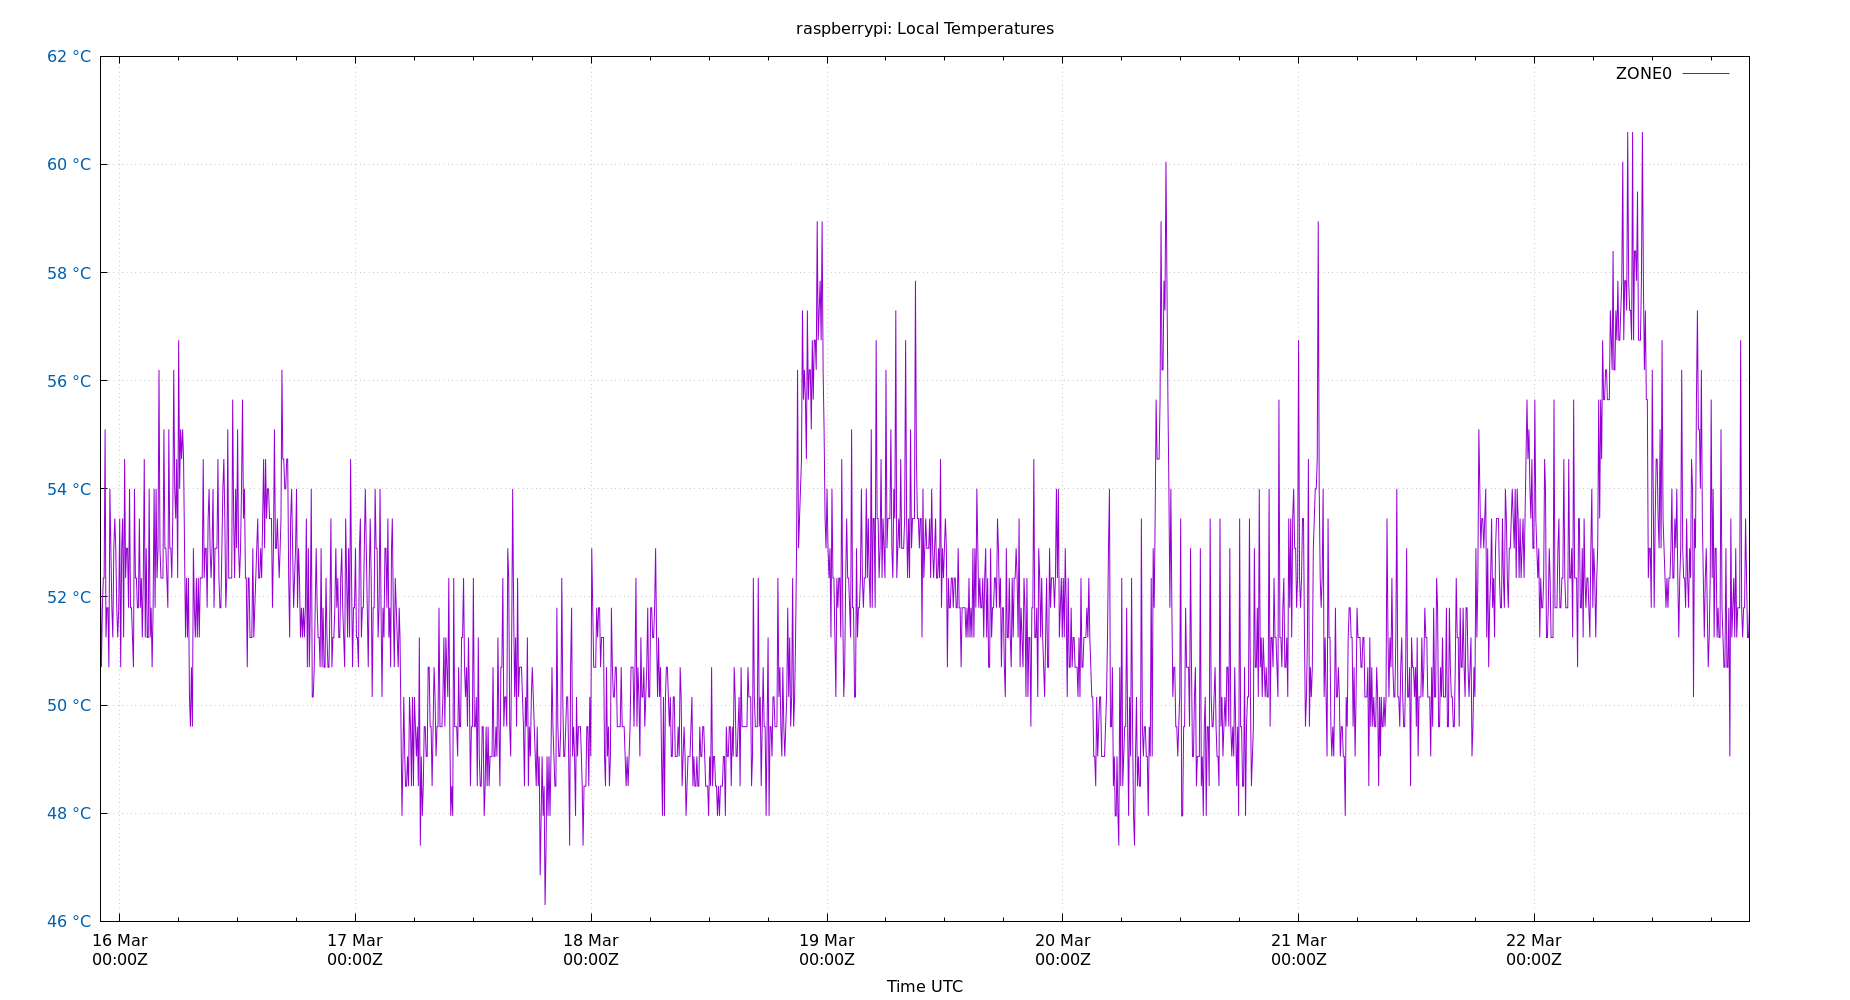 raspberrypi: Local Temperatures
62 °C
ZONE0
60 °C
58 °C
56 °C
54 °C
52 °C
50 °C
48 °C
46 °C
16 Mar 17 Mar 18 Mar 19 Mar 20 Mar 21 Mar 22 Mar
00:00Z 00:00Z 00:00Z 00:00Z 00:00Z 00:00Z 00:00Z
Time UTC